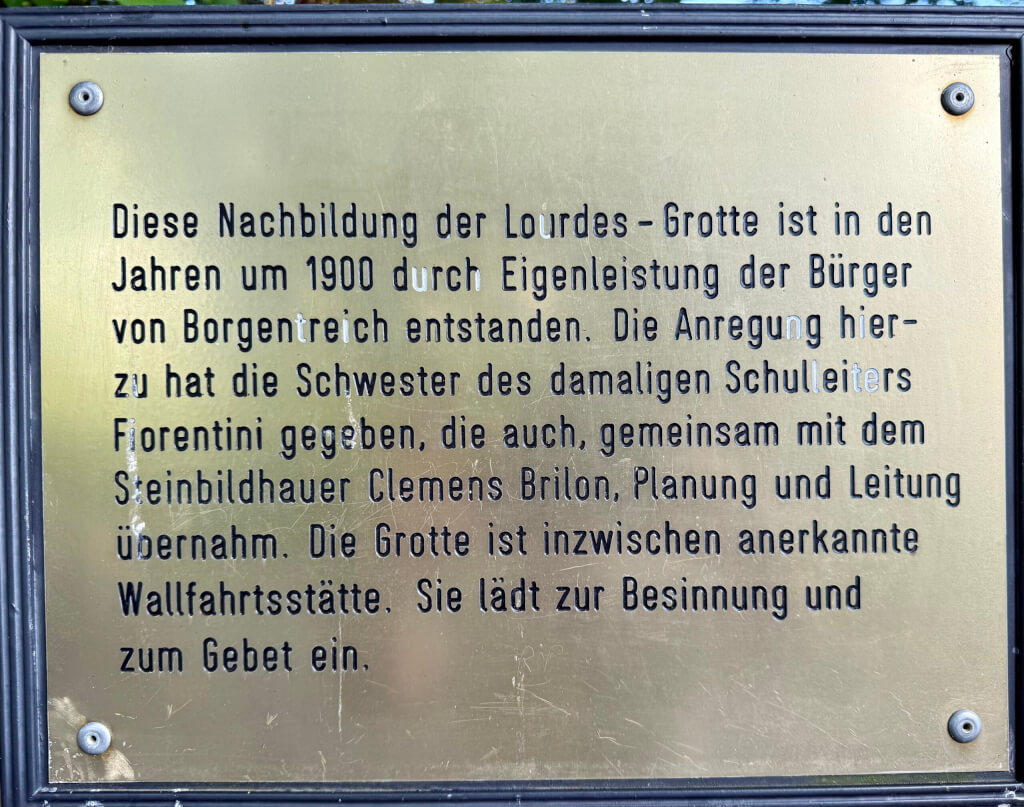 Diese Nachbildung der Lourdes - Grotte ist in den
Jahren um 1900 durch Eigenleistung der Bürger
von Borgentreich entstanden. Die Anregung hier-
zu hat die Schwester des damaligen Schulleiters
Fiorentini gegeben, die auch, gemeinsam mit dem
Steinbildhauer Clemens Brilon, Planung und Leitung
übernahm. Die Grotte ist inzwischen anerkannte
Wallfahrtsstätte. Sie lädt zur Besinnung und
zum Gebet ein.